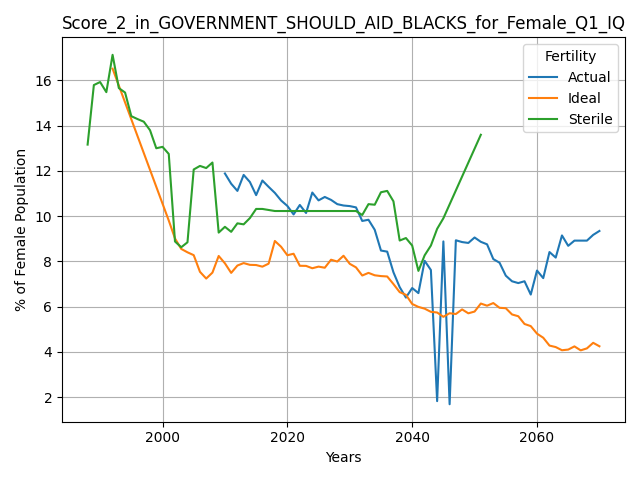 Score_2_in_GOVERNMENT_SHOULD_AID_BLACKS_for_Female_Q1_IQ
Fertility
Actual
Ideal
Sterile
% of Female Population
16
14
12
10
8
6
4
2
2000 2020 2040 2060
Years